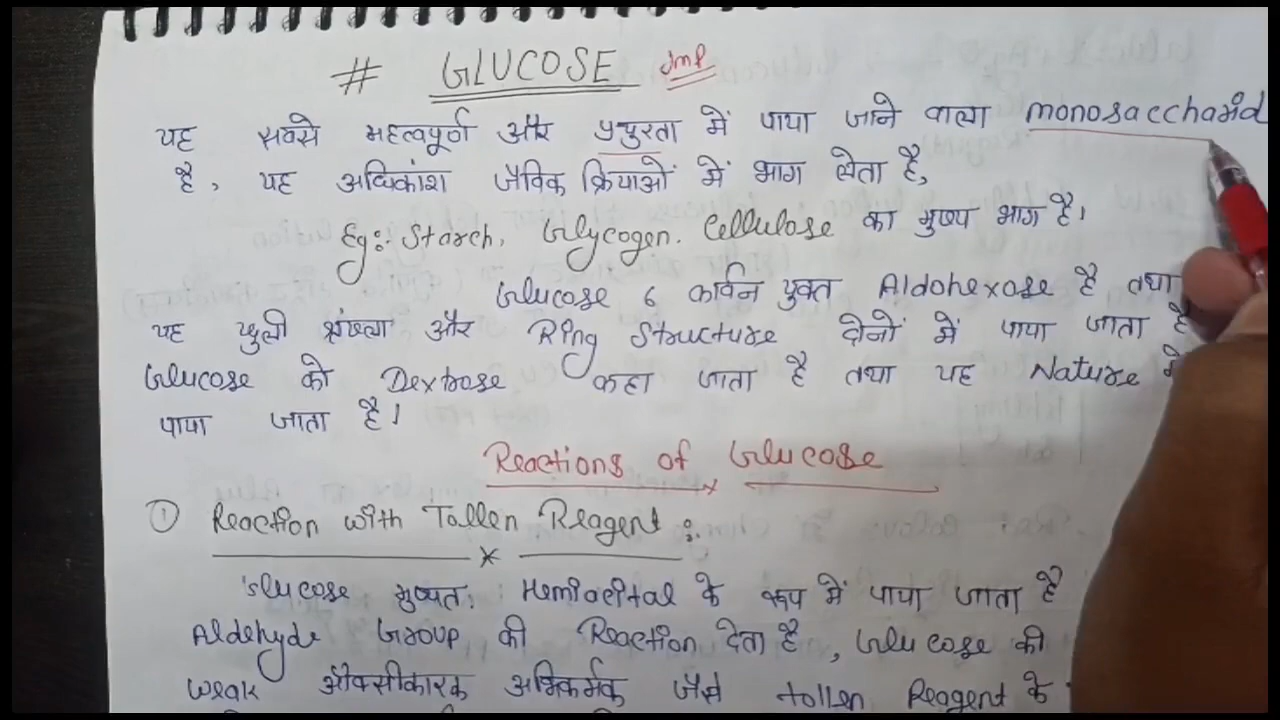 # GLUCOSE Imp
यह सबसे महत्वपूर्ण और प्रचुरता में पाया जाने वाला monosaccharid
है, यह अधिकांश जैविक क्रियाओं में भाग लेता है,
Eg:- Starch, Glycogen. Cellulose का मुख्य भाग है।
Glucose 6 कार्बन युक्त Aldohexose है तथा
यह खुली श्रंखला और Ring Structure दोनों में पाया जाता है
Glucose को Dextrose कहा जाता है तथा यह Nature में
पाया जाता है।
Reactions of Glucose
① Reaction with Tollen Reagent :-
Glucose मुख्यत: Hemiacital के रूप में पाया जाता है
Aldehyde Group की Reaction देता है, Glucose की
weak ऑक्सीकारक अभिकर्मक जैसे tollen Reagent के